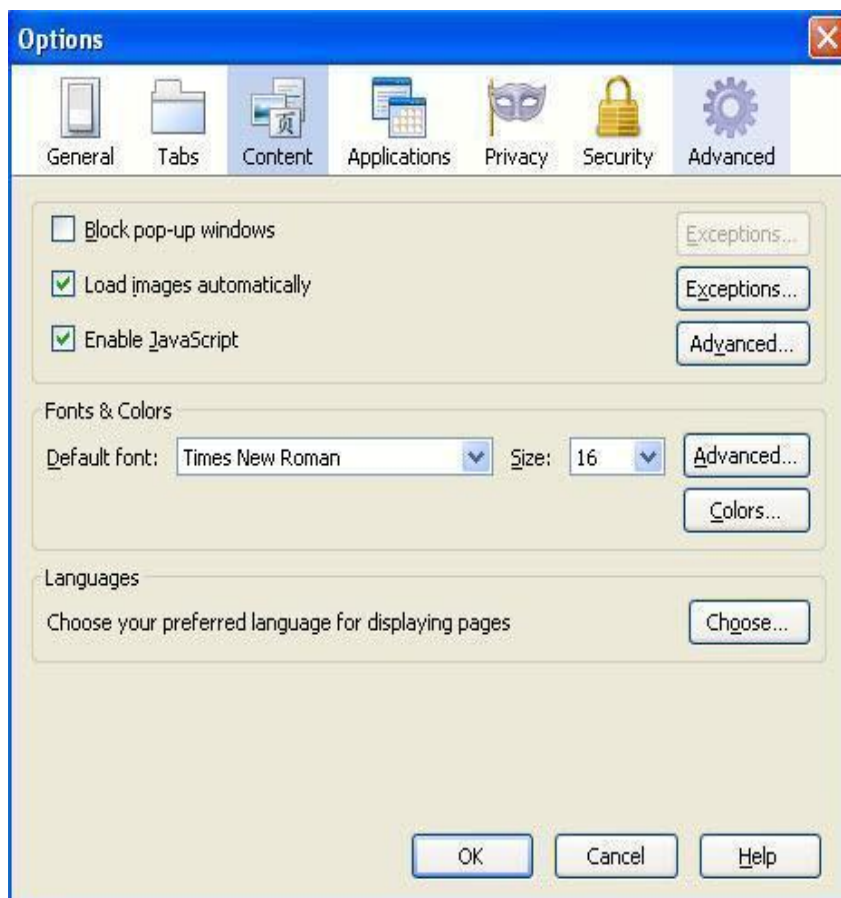 Options
General Tabs Content Applications Privacy Security Advanced
页
Block pop-up windows Exceptions...
Load images automatically Exceptions...
Enable JavaScript Advanced...
Fonts & Colors
Default font: Times New Roman Size: 16 Advanced...
Colors...
Languages
Choose your preferred language for displaying pages Choose...
OK Cancel Help